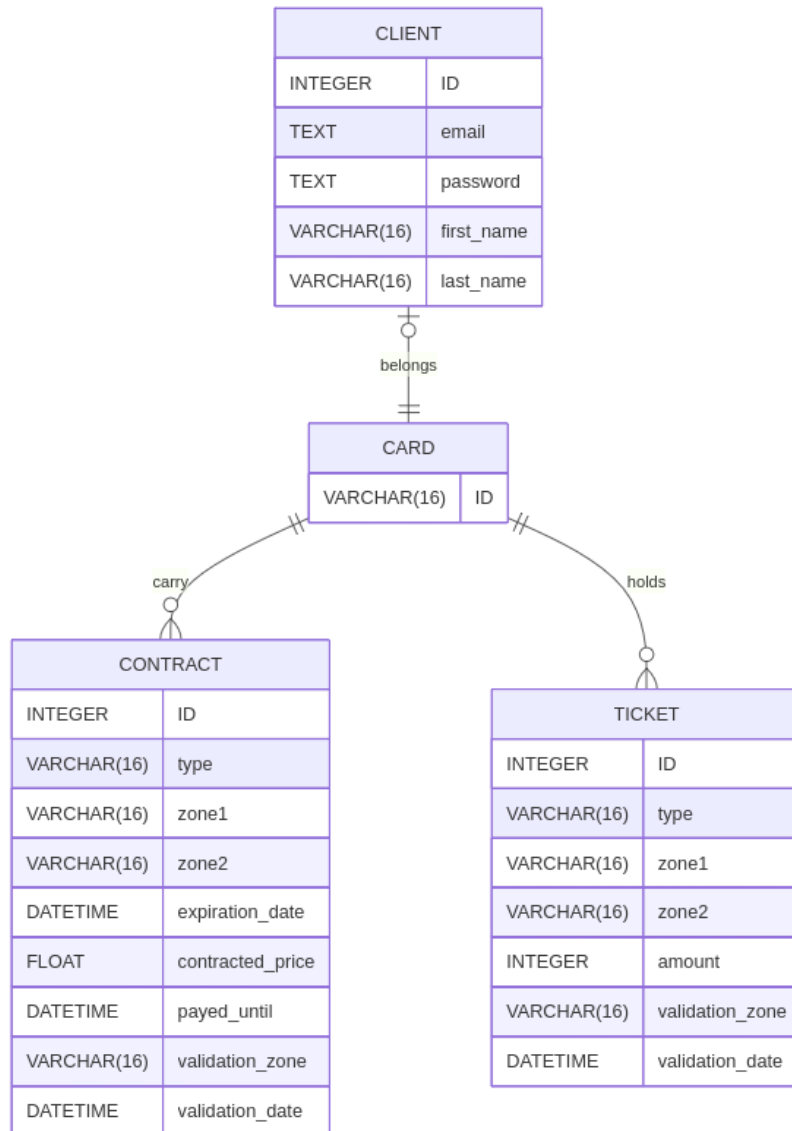 CLIENT
INTEGER ID
TEXT email
TEXT password
VARCHAR(16) first_name
VARCHAR(16) last_name
belongs
CARD
VARCHAR(16) ID
carry
holds
CONTRACT
INTEGER ID
VARCHAR(16) type
VARCHAR(16) zone1
VARCHAR(16) zone2
DATETIME expiration_date
FLOAT contracted_price
DATETIME payed_until
VARCHAR(16) validation_zone
DATETIME validation_date
TICKET
INTEGER ID
VARCHAR(16) type
VARCHAR(16) zone1
VARCHAR(16) zone2
INTEGER amount
VARCHAR(16) validation_zone
DATETIME validation_date